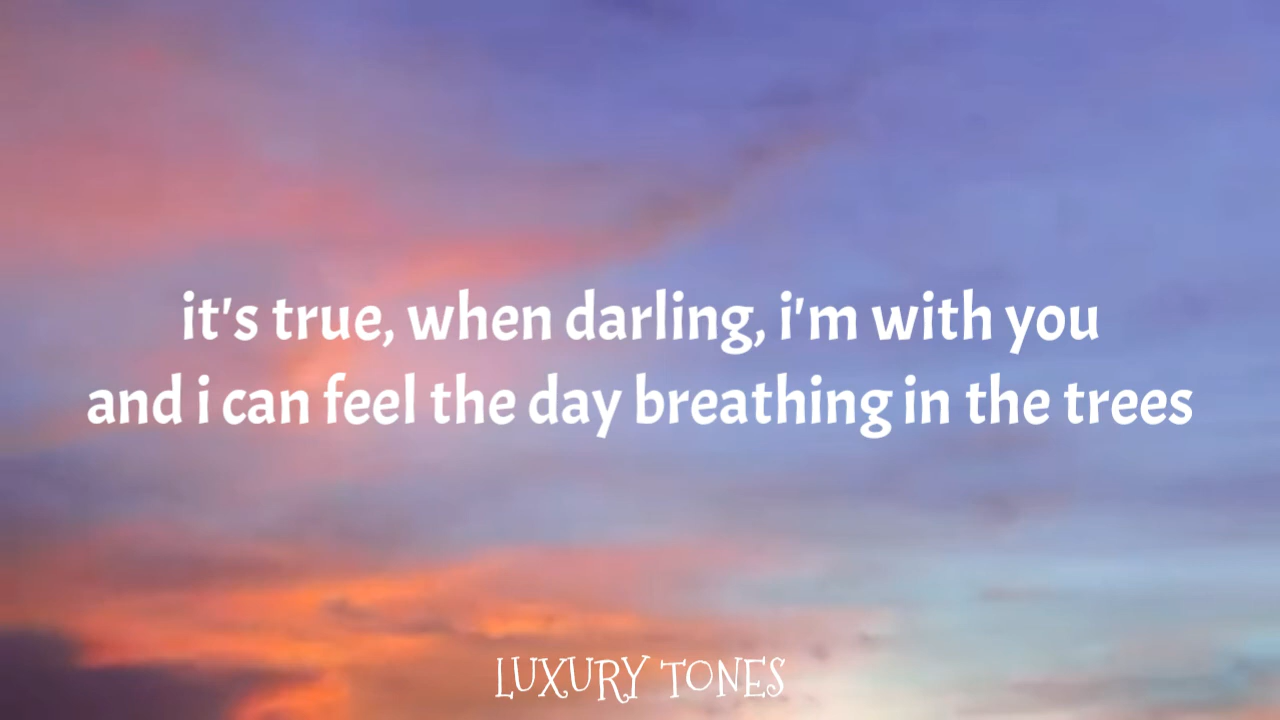 it's true, when darling, i'm with you
and i can feel the day breathing in the trees
LUXURY TONES